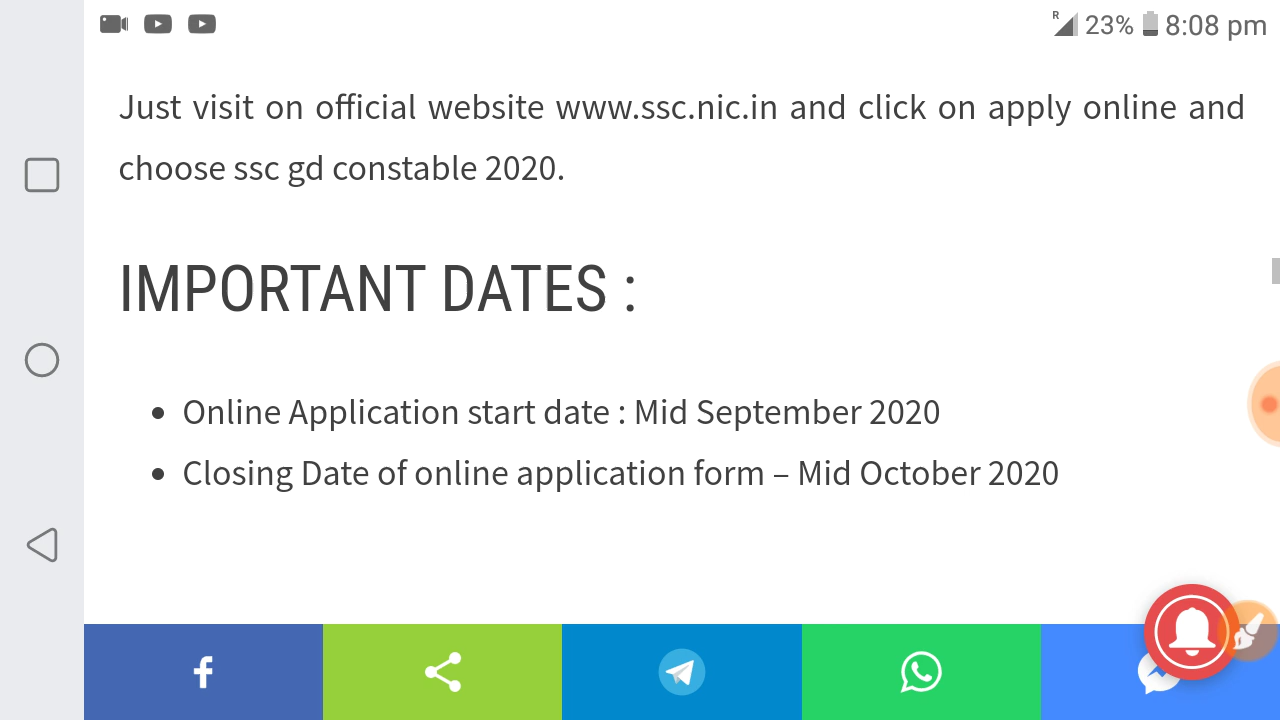 R 23% 8:08 pm
Just visit on official website www.ssc.nic.in and click on apply online and
choose ssc gd constable 2020.
IMPORTANT DATES :
• Online Application start date : Mid September 2020
• Closing Date of online application form – Mid October 2020